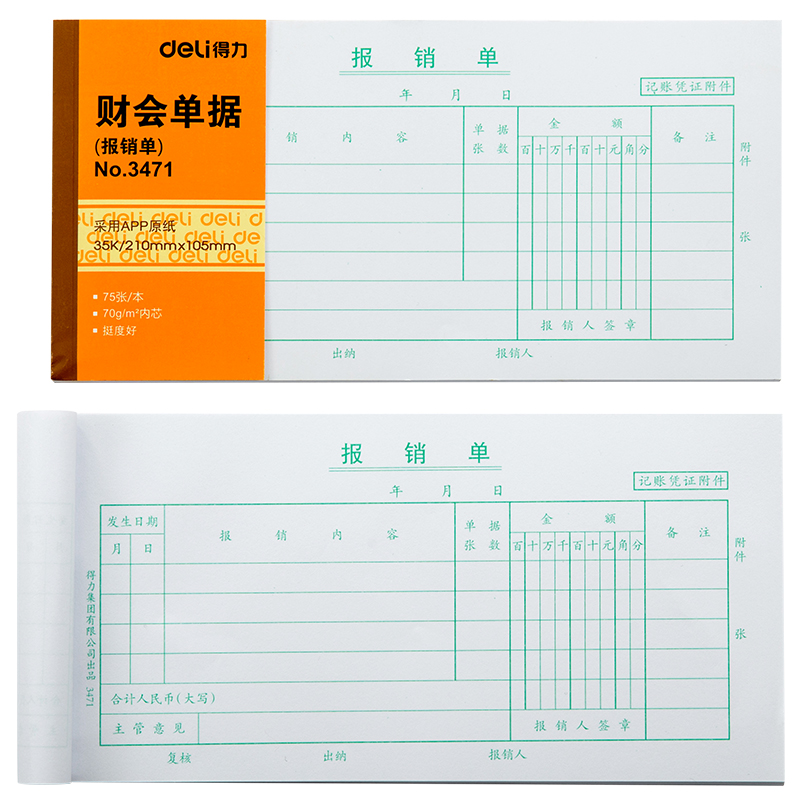 deli得力
财会单据
(报销单)
No.3471
deli deli deli deli deli
采用APP原纸
35K/210mm×105mm
deli deli deli deli deli
75张/本
70g/m²内芯
挺度好
报 销 单
年 月 日
记账凭证附件
销 内 容
单 据
张 数
金 额
百十万千百十元角分
备 注
附件
张
报销人签章
出纳 报销人
报 销 单
年 月 日
记账凭证附件
发生日期
月 日
报 销 内 容
单 据
张 数
金 额
百十万千百十元角分
备 注
附件
张
得力集团有限公司出品 3471
合计人民币(大写)
主管意见
报销人签章
复核 出纳 报销人